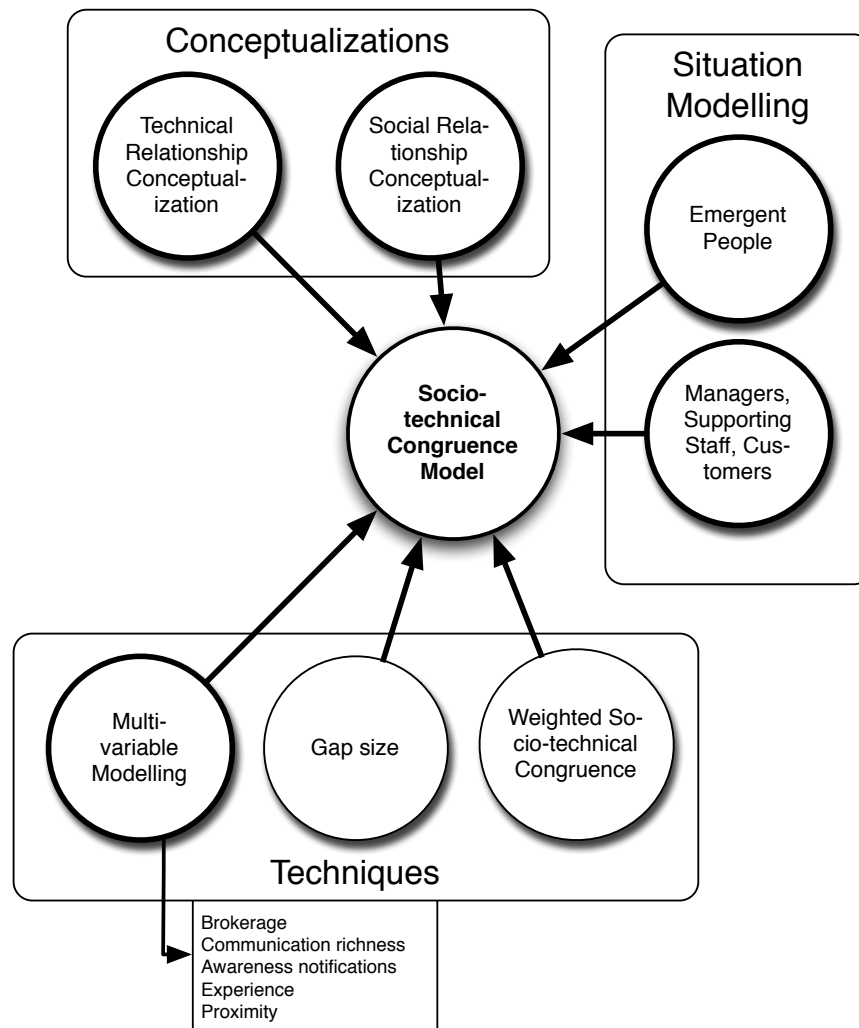 Conceptualizations
Technical
Relationship
Conceptual-
ization
Social Rela-
tionship
Conceptual-
ization
Situation
Modelling
Emergent
People
Managers,
Supporting
Staff, Cus-
tomers
Socio-
technical
Congruence
Model
Multi-
variable
Modelling
Gap size
Weighted So-
cio-technical
Congruence
Techniques
Brokerage
Communication richness
Awareness notifications
Experience
Proximity